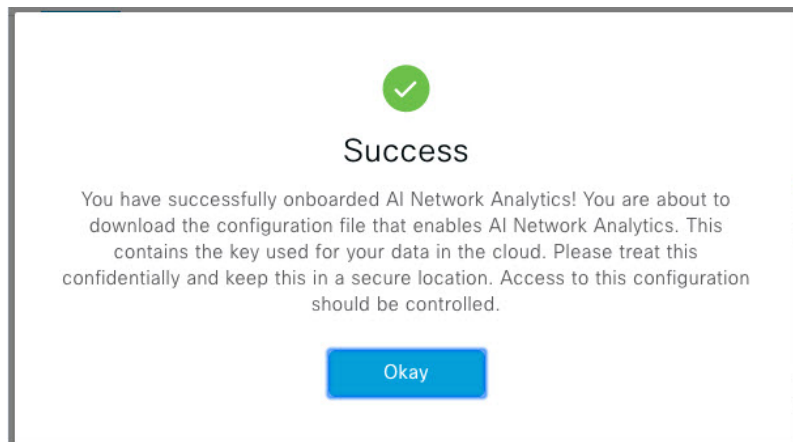 Success
You have successfully onboarded AI Network Analytics! You are about to
download the configuration file that enables AI Network Analytics. This
contains the key used for your data in the cloud. Please treat this
confidentially and keep this in a secure location. Access to this configuration
should be controlled.
Okay